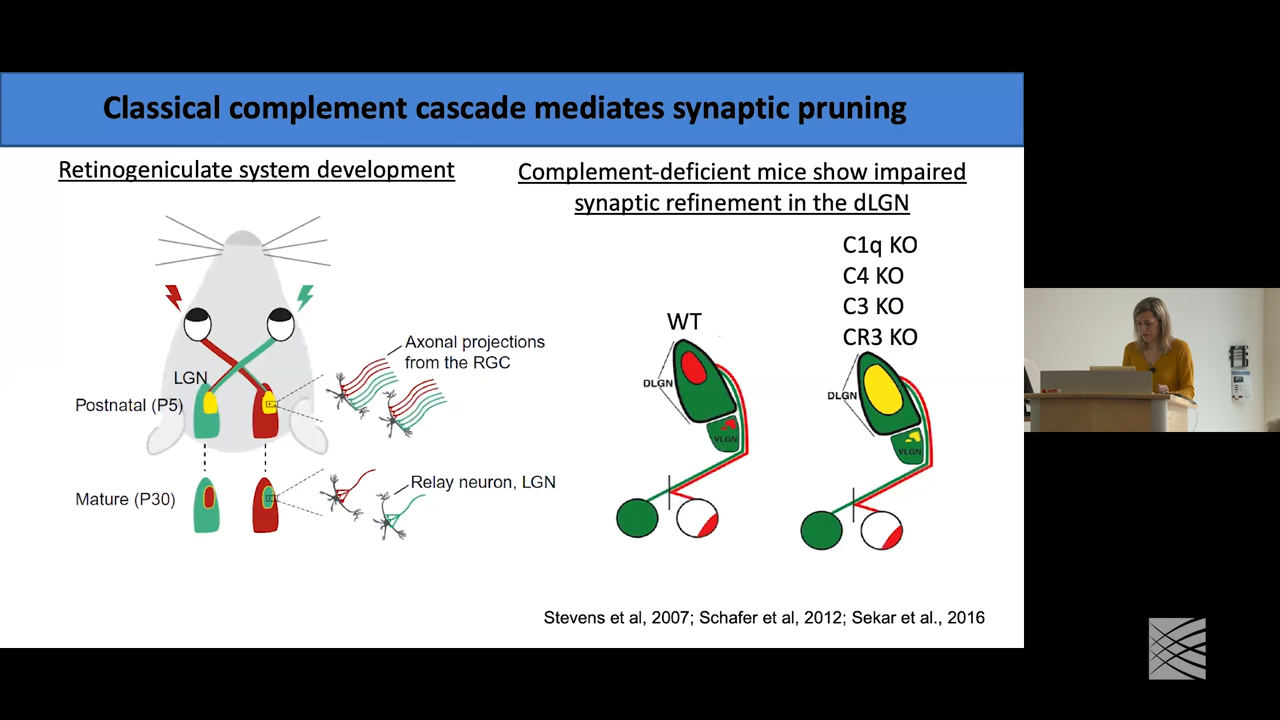 Classical complement cascade mediates synaptic pruning
Retinogeniculate system development
LGN
Postnatal (P5)
Axonal projections
from the RGC
Mature (P30)
Relay neuron, LGN
Complement-deficient mice show impaired
synaptic refinement in the dLGN
WT
DLGN
VLGN
C1q KO
C4 KO
C3 KO
CR3 KO
DLGN
VLGN
Stevens et al, 2007; Schafer et al, 2012; Sekar et al., 2016